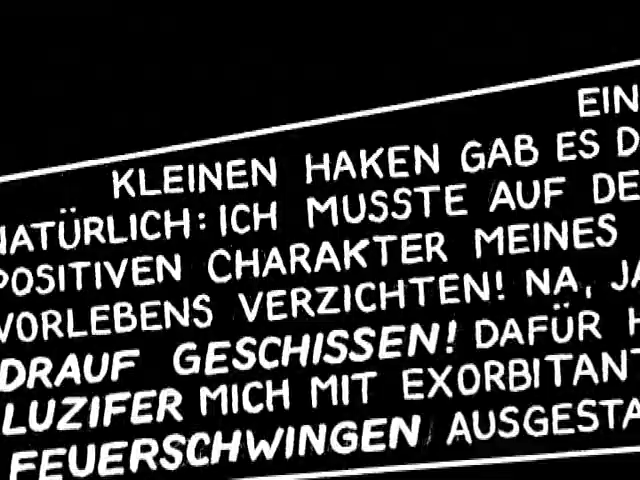 EIN
KLEINEN HAKEN GAB ES D
NATÜRLICH: ICH MUSSTE AUF DE
POSITIVEN CHARAKTER MEINES
VORLEBENS VERZICHTEN! NA, JA
DRAUF GESCHISSEN! DAFÜR H
LUZIFER MICH MIT EXORBITANT
FEUERSCHWINGEN AUSGESTA